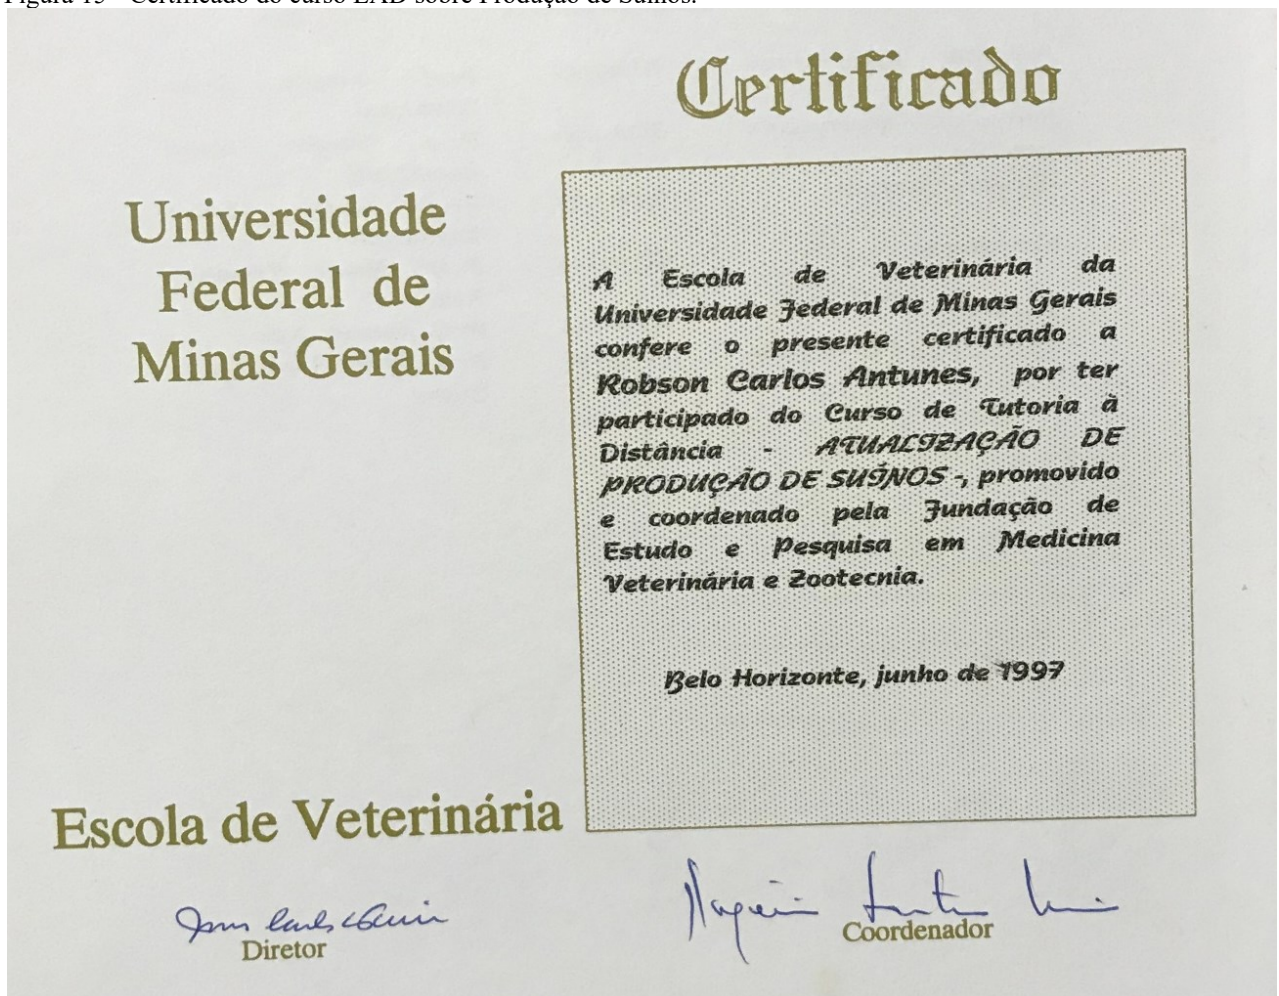 Certificado
Universidade
Federal de
Minas Gerais
A Escola de Veterinária da
Universidade Federal de Minas Gerais
confere o presente certificado a
Robson Carlos Antunes, por ter
participado do Curso de Tutoria à
Distância - ATUALIZAÇÃO DE
PRODUÇÃO DE SUÍNOS -, promovido
e coordenado pela Fundação de
Estudo e Pesquisa em Medicina
Veterinária e Zootecnia.
Belo Horizonte, junho de 1997
Escola de Veterinária
Diretor
Coordenador